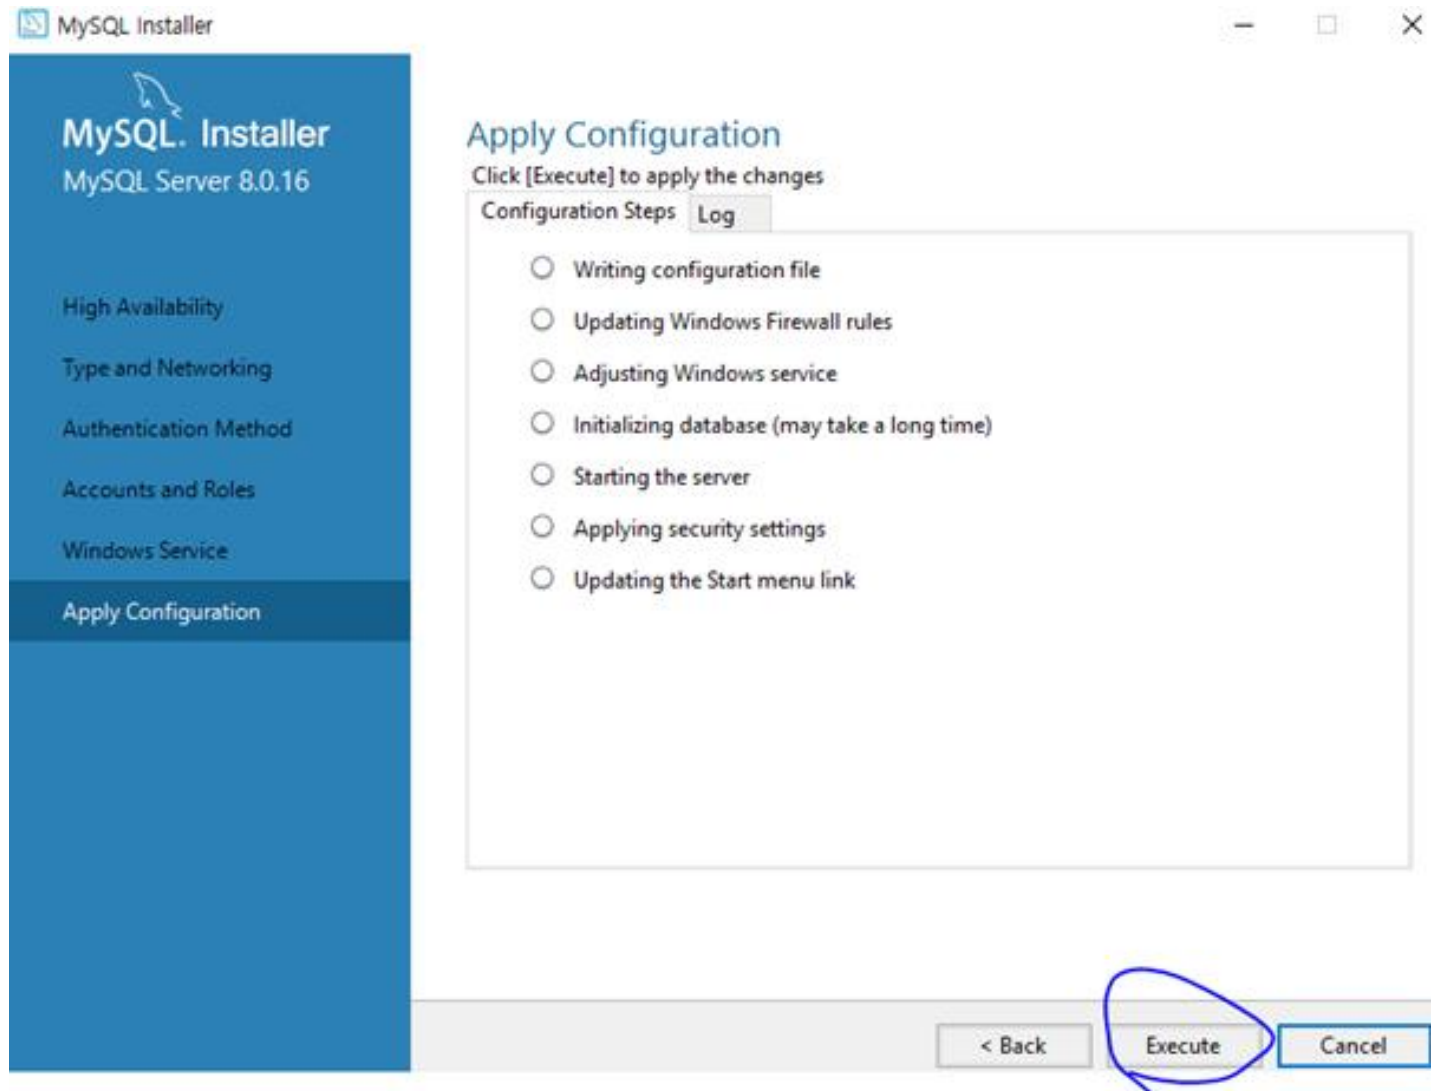 MySQL Installer
MySQL. Installer
MySQL Server 8.0.16
High Availability
Type and Networking
Authentication Method
Accounts and Roles
Windows Service
Apply Configuration
Apply Configuration
Click [Execute] to apply the changes
Configuration Steps
Log
Writing configuration file
Updating Windows Firewall rules
Adjusting Windows service
Initializing database (may take a long time)
Starting the server
Applying security settings
Updating the Start menu link
< Back
Execute
Cancel